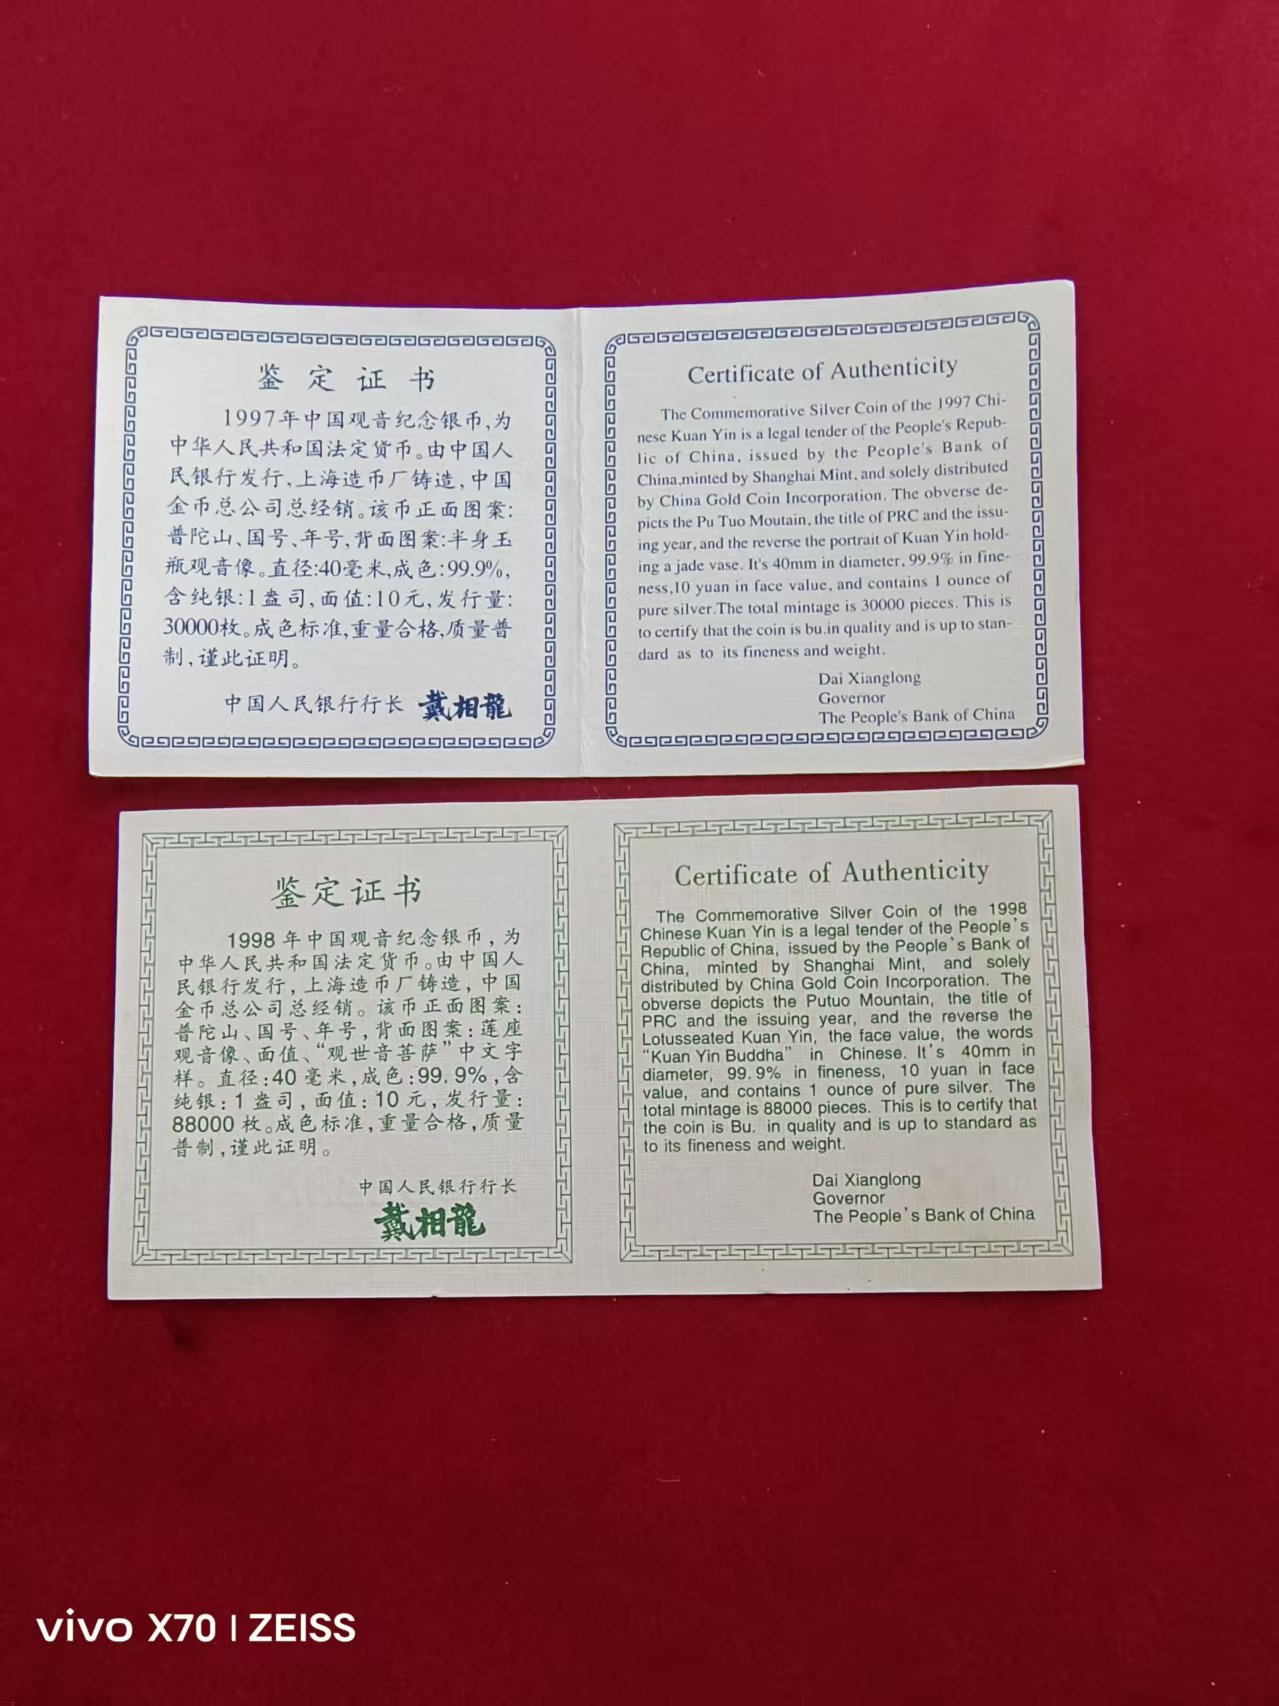 鉴定证书
1997年中国观音纪念银币,为
中华人民共和国法定货币。由中国人
民银行发行,上海造币厂铸造,中国
金币总公司总经销。该币正面图案:
普陀山、国号、年号,背面图案:半身玉
瓶观音像。直径:40毫米,成色:99.9%,
含纯银:1盎司,面值:10元,发行量:
30000枚。成色标准,重量合格,质量普
制,谨此证明。
中国人民银行行长 戴相龍
Certificate of Authenticity
The Commemorative Silver Coin of the 1997 Chi-
nese Kuan Yin is a legal tender of the People's Repub-
lic of China, issued by the People's Bank of
China,minted by Shanghai Mint, and solely distributed
by China Gold Coin Incorporation. The obverse de-
picts the Pu Tuo Moutain, the title of PRC and the issu-
ing year, and the reverse the portrait of Kuan Yin hold-
ing a jade vase. It's 40mm in diameter, 99.9% in fine-
ness,10 yuan in face value, and contains 1 ounce of
pure silver.The total mintage is 30000 pieces. This is
to certify that the coin is bu.in quality and is up to stan-
dard as to its fineness and weight.
Dai Xianglong
Governor
The People's Bank of China
鉴定证书
1998年中国观音纪念银币,为
中华人民共和国法定货币。由中国人
民银行发行,上海造币厂铸造,中国
金币总公司总经销。该币正面图案:
普陀山、国号、年号,背面图案:莲座
观音像、面值、“观世音菩萨”中文字
样。直径:40毫米,成色:99.9%,含
纯银:1盎司,面值:10元,发行量:
88000枚。成色标准,重量合格,质量
普制,谨此证明。
中国人民银行行长
戴相龍
Certificate of Authenticity
The Commemorative Silver Coin of the 1998
Chinese Kuan Yin is a legal tender of the People's
Republic of China, issued by the People's Bank of
China, minted by Shanghai Mint, and solely
distributed by China Gold Coin Incorporation. The
obverse depicts the Putuo Mountain, the title of
PRC and the issuing year, and the reverse the
Lotusseated Kuan Yin, the face value, the words
“Kuan Yin Buddha” in Chinese. It's 40mm in
diameter, 99.9% in fineness, 10 yuan in face
value, and contains 1 ounce of pure silver. The
total mintage is 88000 pieces. This is to certify that
the coin is Bu. in quality and is up to standard as
to its fineness and weight.
Dai Xianglong
Governor
The People's Bank of China
vivo X70 | ZEISS